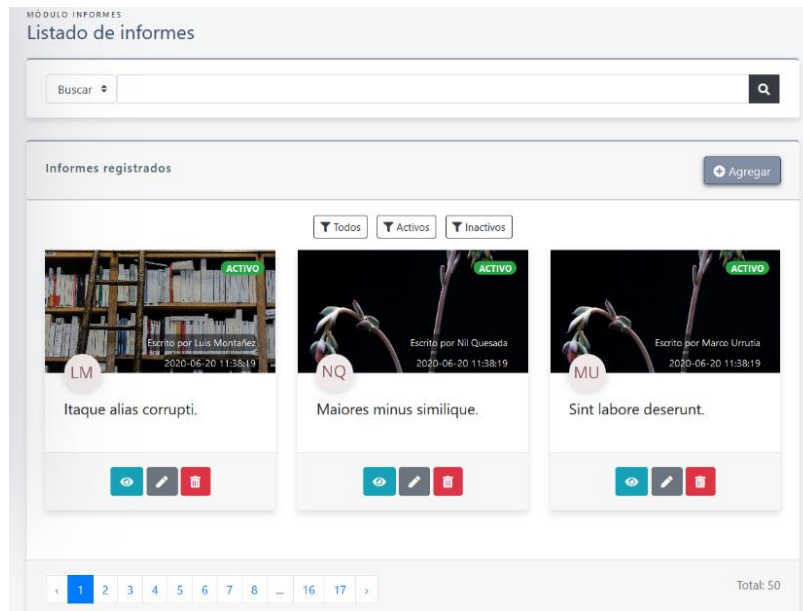 MÓDULO INFORMES
Listado de informes
Buscar
Informes registrados
Agregar
Todos Activos Inactivos
ACTIVO
Escrito por Luis Montañez
2020-06-20 11:38:19
LM
Itaque alias corrupti.
ACTIVO
Escrito por Nil Quesada
2020-06-20 11:38:19
NQ
Maiores minus similique.
ACTIVO
Escrito por Marco Urrutia
2020-06-20 11:38:19
MU
Sint labore deserunt.
‹ 1 2 3 4 5 6 7 8 ... 16 17 ›
Total: 50